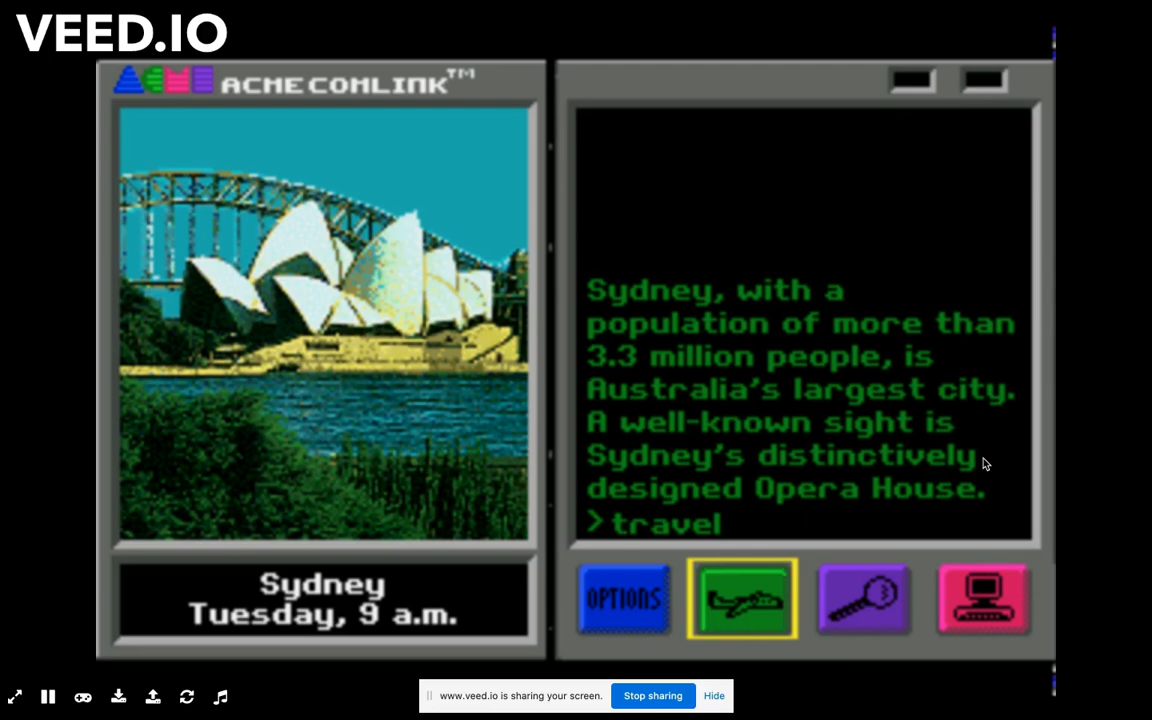 VEED.IO
ACME COMLINK™
Sydney, with a
population of more than
3.3 million people, is
Australia's largest city.
A well-known sight is
Sydney's distinctively
designed Opera House.
>travel
Sydney
Tuesday, 9 a.m.
OPTIONS
www.veed.io is sharing your screen.
Stop sharing
Hide